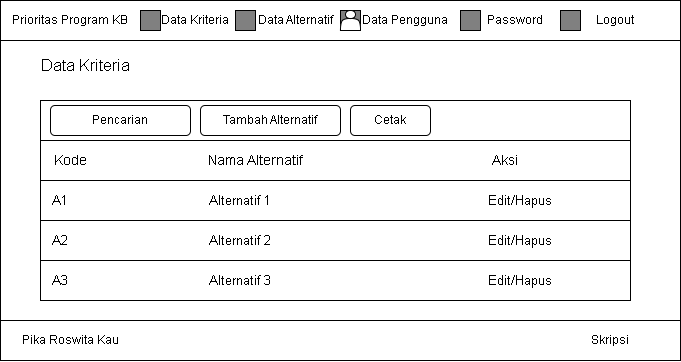 Prioritas Program KB Data Kriteria Data Alternatif Data Pengguna Password Logout
Data Kriteria
Pencarian Tambah Alternatif Cetak
Kode Nama Alternatif Aksi
A1 Alternatif 1 Edit/Hapus
A2 Alternatif 2 Edit/Hapus
A3 Alternatif 3 Edit/Hapus
Pika Roswita Kau Skripsi